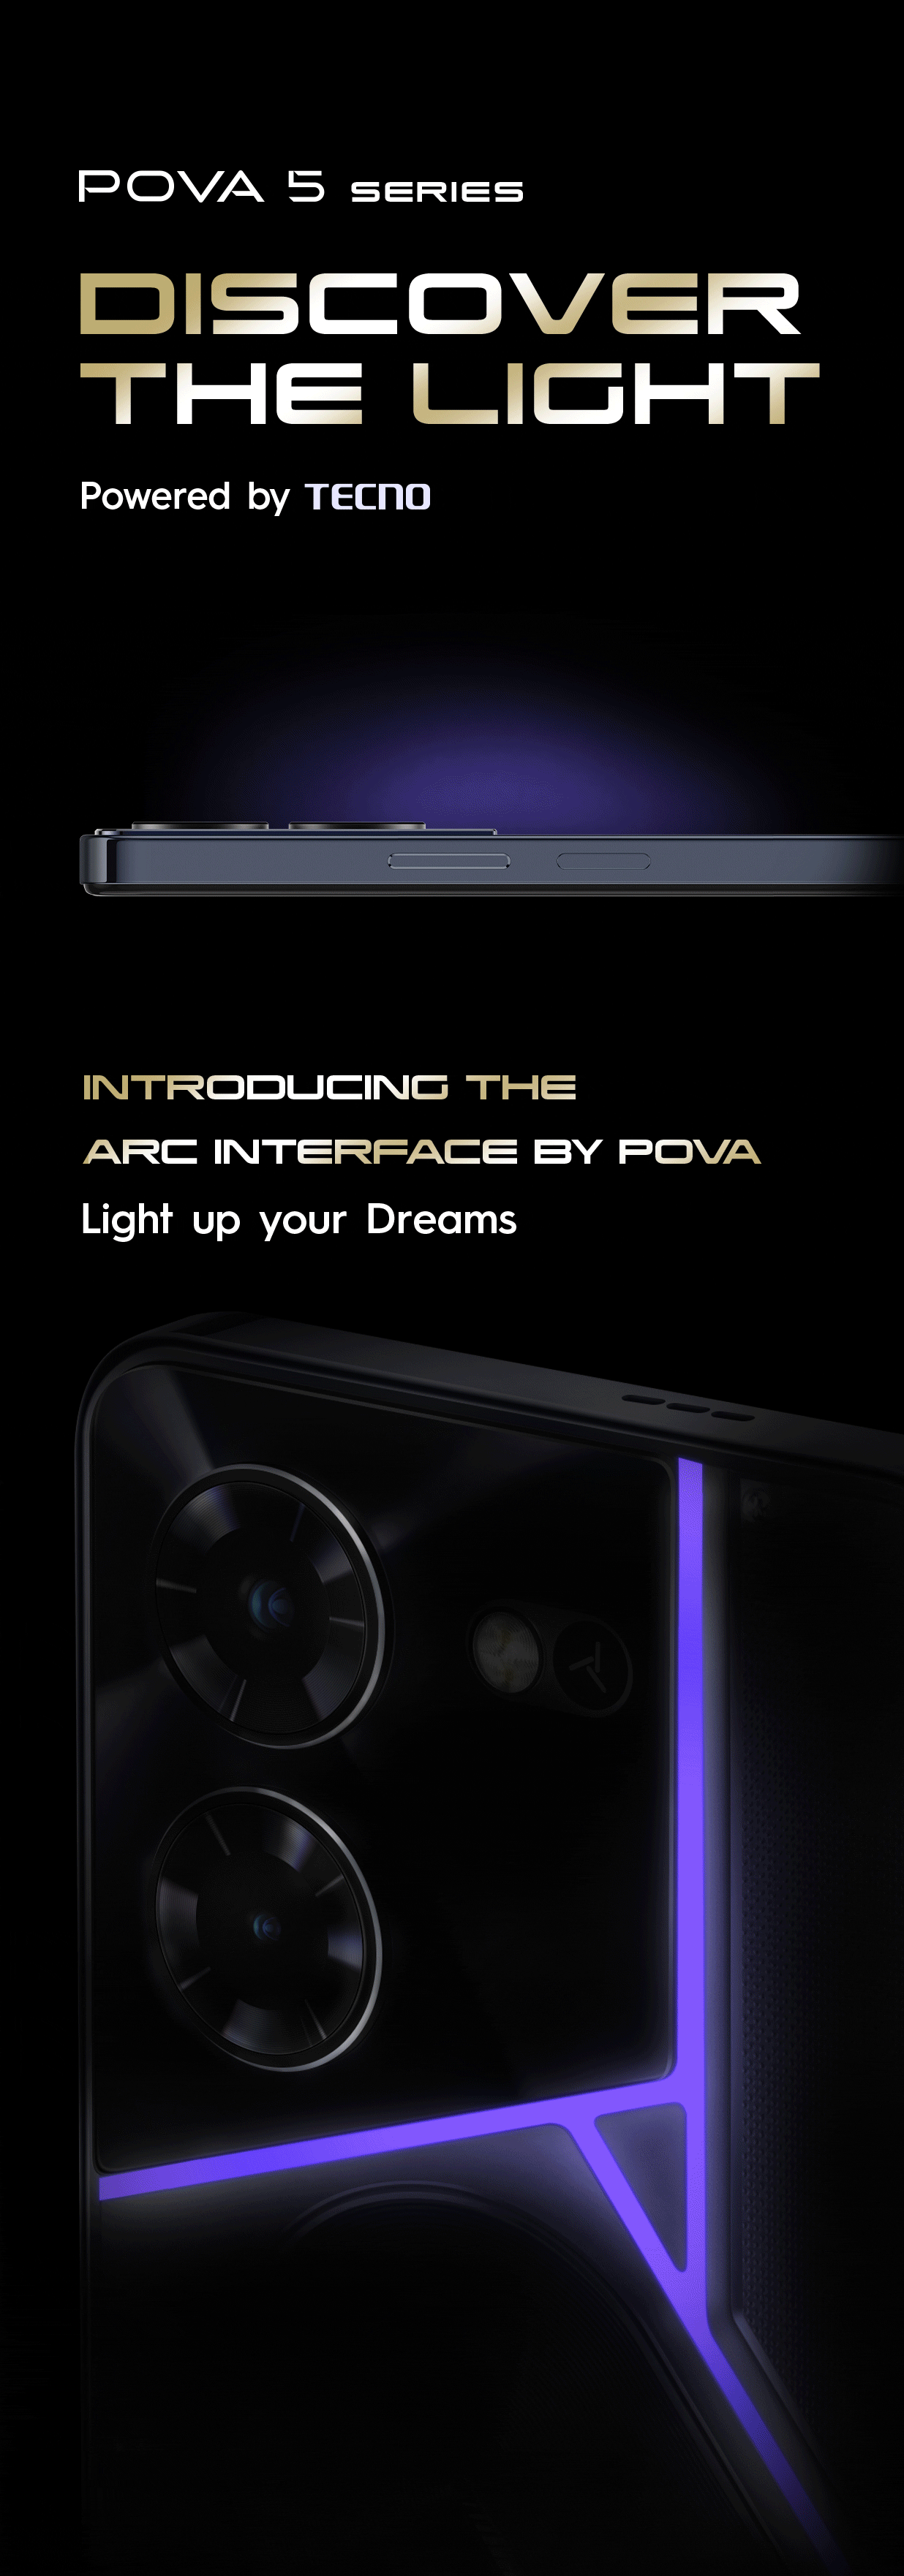 POVA 5 SERIES
DISCOVER
THE LIGHT
Powered by TECNO
INTRODUCING THE
ARC INTERFACE BY POVA
Light up your Dreams